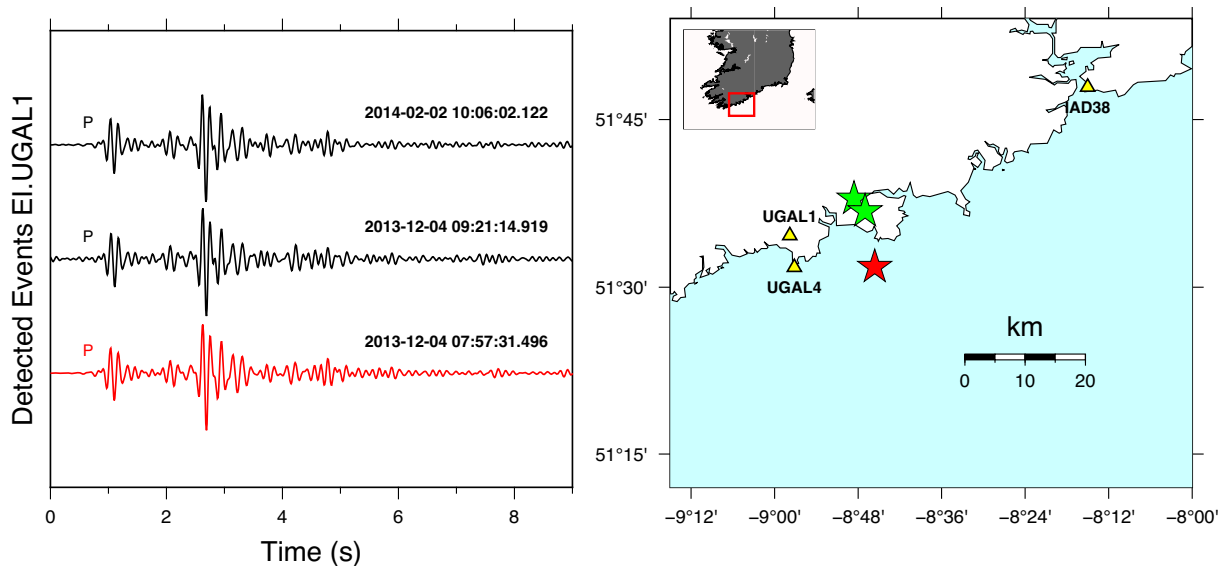 Detected Events EI.UGAL1
P
2014-02-02 10:06:02.122
P
2013-12-04 09:21:14.919
P
2013-12-04 07:57:31.496
0 2 4 6 8
Time (s)
51°45'
51°30'
51°15'
IAD38
UGAL1
UGAL4
km
0 10 20
−9°12' −9°00' −8°48' −8°36' −8°24' −8°12' −8°00'